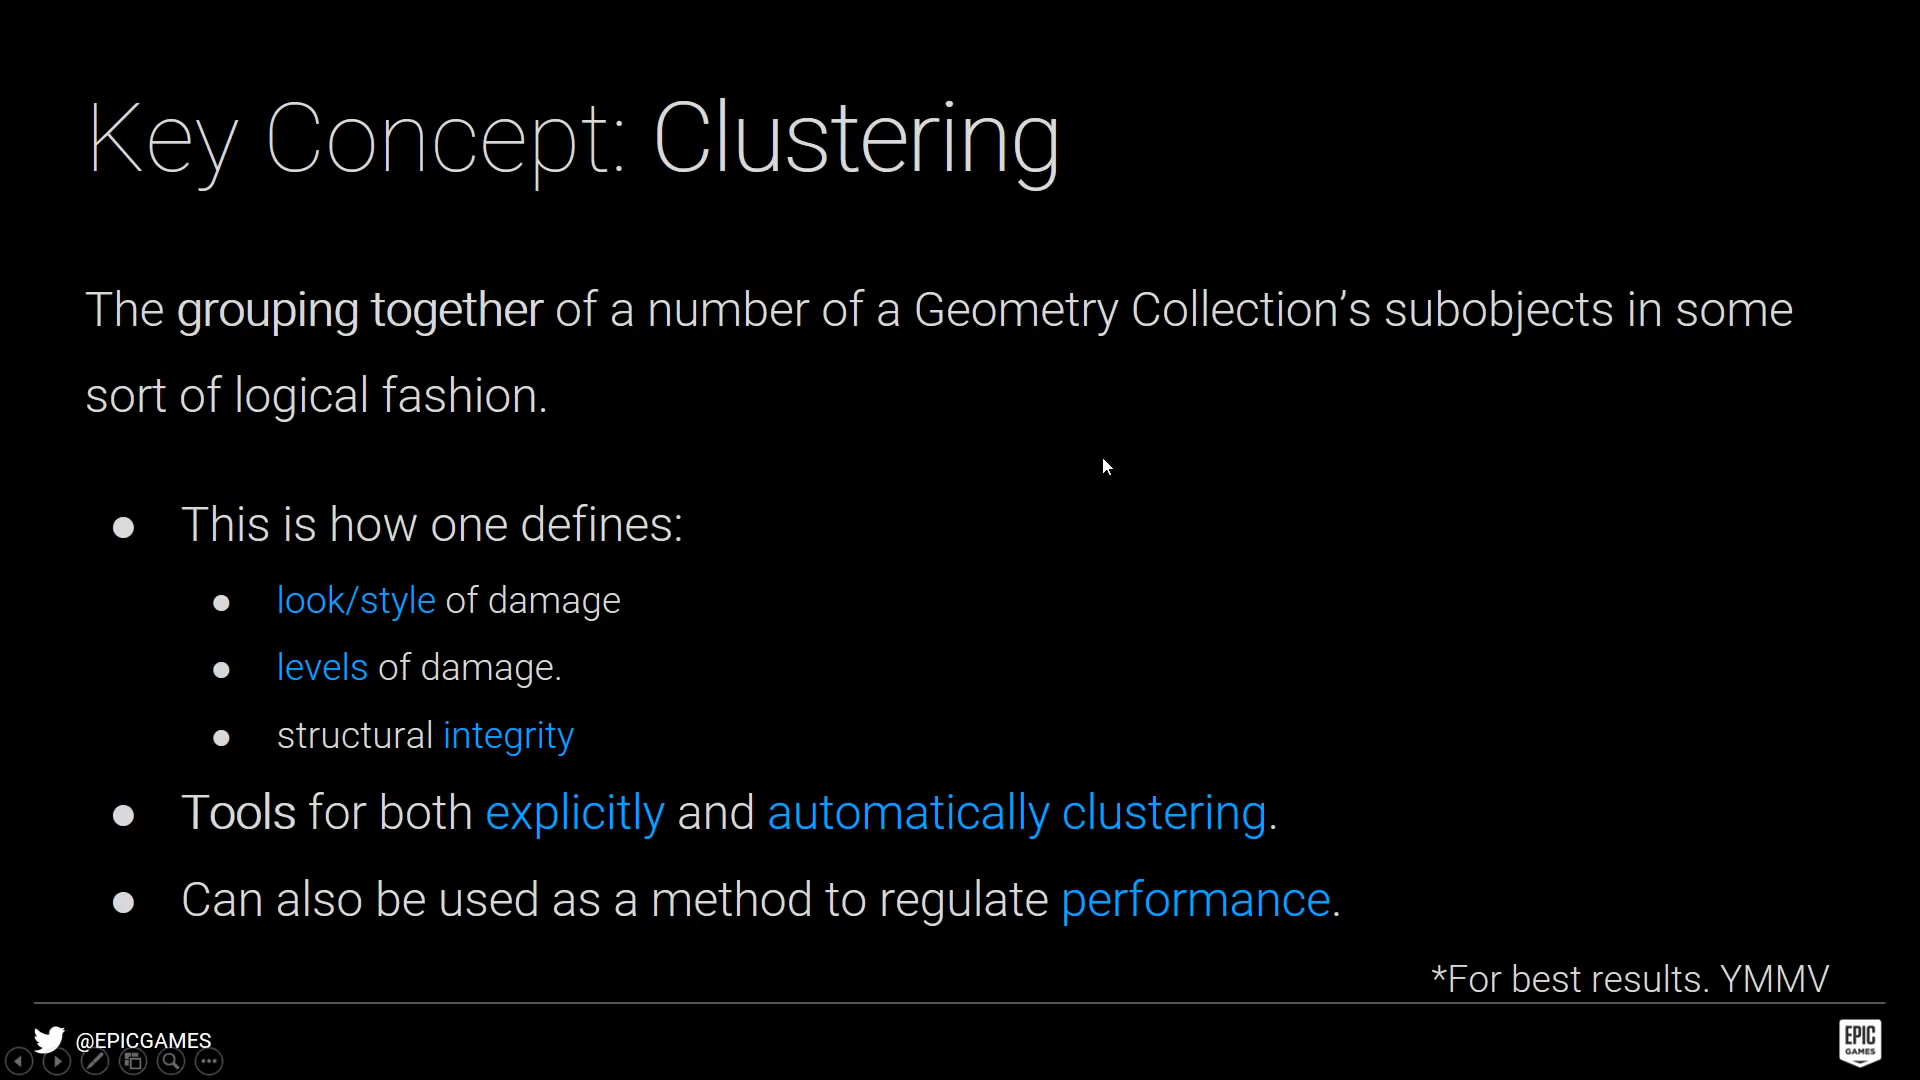 Key Concept: Clustering
The grouping together of a number of a Geometry Collection’s subobjects in some
sort of logical fashion.
● This is how one defines:
● look/style of damage
● levels of damage.
● structural integrity
● Tools for both explicitly and automatically clustering.
● Can also be used as a method to regulate performance.
*For best results. YMMV
@EPICGAMES
EPIC
GAMES